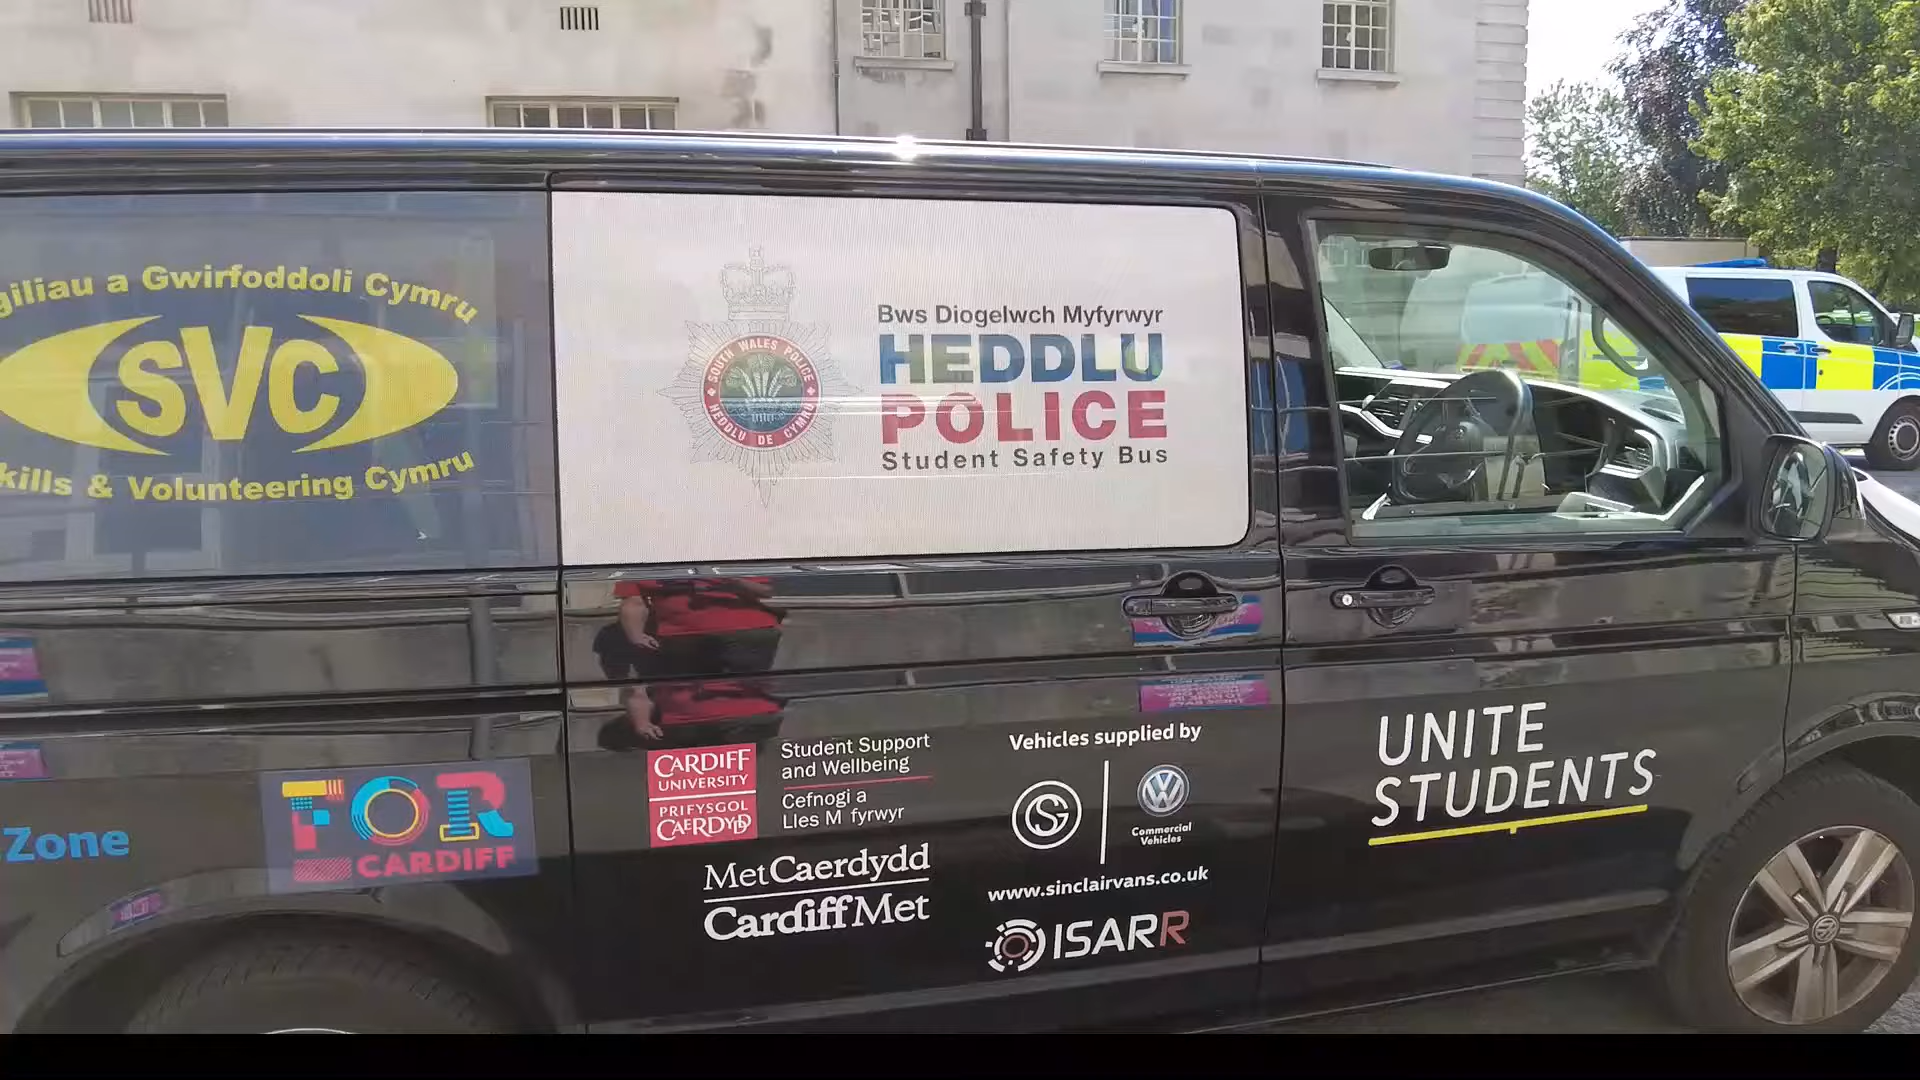 giliau a Gwirfoddoli Cymru
SVC
kills & Volunteering Cymru
SOUTH WALES POLICE
HEDDLU DE CYMRU
Bws Diogelwch Myfyrwyr
HEDDLU
POLICE
Student Safety Bus
Zone
FOR
CARDIFF
CARDIFF
UNIVERSITY
PRIFYSGOL
CAERDYDD
Student Support
and Wellbeing
Cefnogi a
Lles M fyrwyr
MetCaerdydd
CardiffMet
Vehicles supplied by
SG
VW
Commercial
Vehicles
www.sinclairvans.co.uk
ISARR
UNITE
STUDENTS